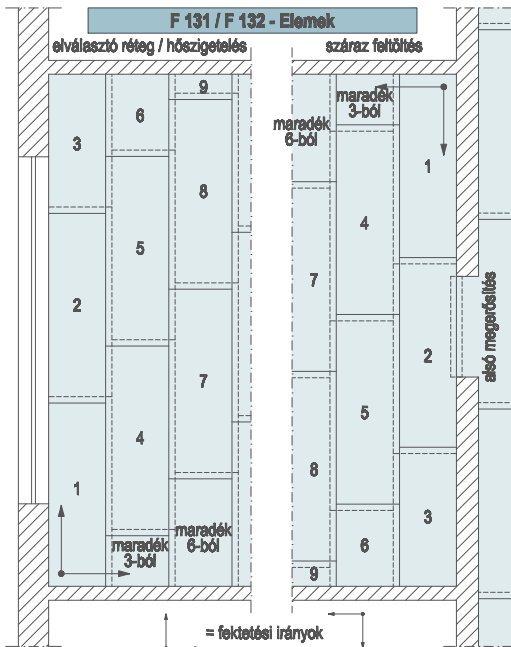 F 131 / F 132 - Elemek
elválasztó réteg / hőszigetelés
száraz feltöltés
3
6
9
8
5
2
7
4
1
maradék
3-ból
maradék
6-ból
maradék
6-ból
maradék
3-ból
1
4
7
2
5
8
3
6
9
alsó megerősítés
= fektetési irányok